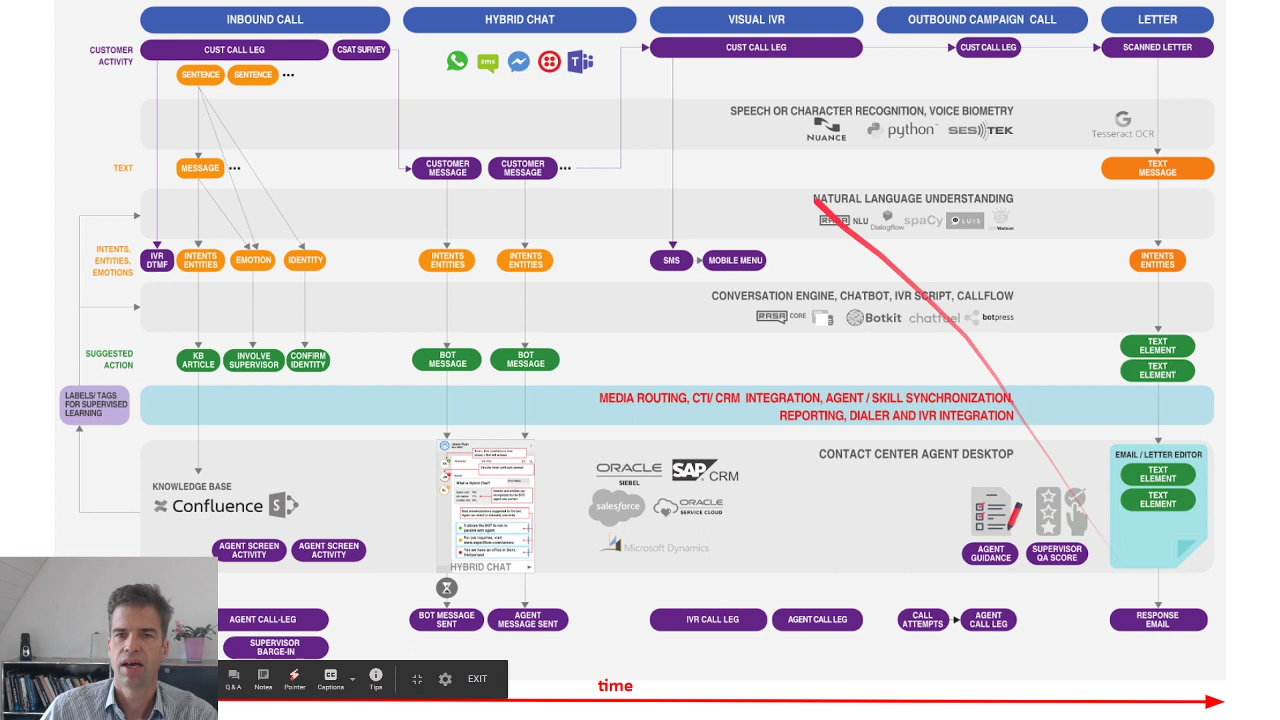 INBOUND CALL
HYBRID CHAT
VISUAL IVR
OUTBOUND CAMPAIGN CALL
LETTER
CUSTOMER
ACTIVITY
CUST CALL LEG
CSAT SURVEY
sms
CUST CALL LEG
CUST CALL LEG
SCANNED LETTER
SENTENCE
SENTENCE
...
SPEECH OR CHARACTER RECOGNITION, VOICE BIOMETRY
NUANCE
python
SESTEK
Tesseract OCR
TEXT
MESSAGE
...
CUSTOMER
MESSAGE
CUSTOMER
MESSAGE
...
TEXT
MESSAGE
NATURAL LANGUAGE UNDERSTANDING
RASA NLU
Dialogflow
spaCy
LUIS
INTENTS,
ENTITIES,
EMOTIONS
IVR
DTMF
INTENTS
ENTITIES
EMOTION
IDENTITY
INTENTS
ENTITIES
INTENTS
ENTITIES
SMS
MOBILE MENU
INTENTS
ENTITIES
CONVERSATION ENGINE, CHATBOT, IVR SCRIPT, CALLFLOW
RASA CORE
Botkit
chatfuel
botpress
SUGGESTED
ACTION
KB
ARTICLE
INVOLVE
SUPERVISOR
CONFIRM
IDENTITY
BOT
MESSAGE
BOT
MESSAGE
TEXT
ELEMENT
TEXT
ELEMENT
LABELS/ TAGS
FOR SUPERVISED
LEARNING
MEDIA ROUTING, CTI/ CRM INTEGRATION, AGENT / SKILL SYNCHRONIZATION,
REPORTING, DIALER AND IVR INTEGRATION
CONTACT CENTER AGENT DESKTOP
KNOWLEDGE BASE
Confluence
S
HYBRID CHAT
ORACLE
SIEBEL
SAP CRM
salesforce
ORACLE
SERVICE CLOUD
Microsoft Dynamics
EMAIL / LETTER EDITOR
TEXT
ELEMENT
TEXT
ELEMENT
AGENT SCREEN
ACTIVITY
AGENT SCREEN
ACTIVITY
AGENT
GUIDANCE
SUPERVISOR
QA SCORE
AGENT CALL-LEG
BOT MESSAGE
SENT
AGENT
MESSAGE SENT
IVR CALL LEG
AGENT CALL LEG
CALL
ATTEMPTS
AGENT
CALL LEG
RESPONSE
EMAIL
SUPERVISOR
BARGE-IN
Q & A
Notes
Pointer
Captions
Tips
EXIT
time